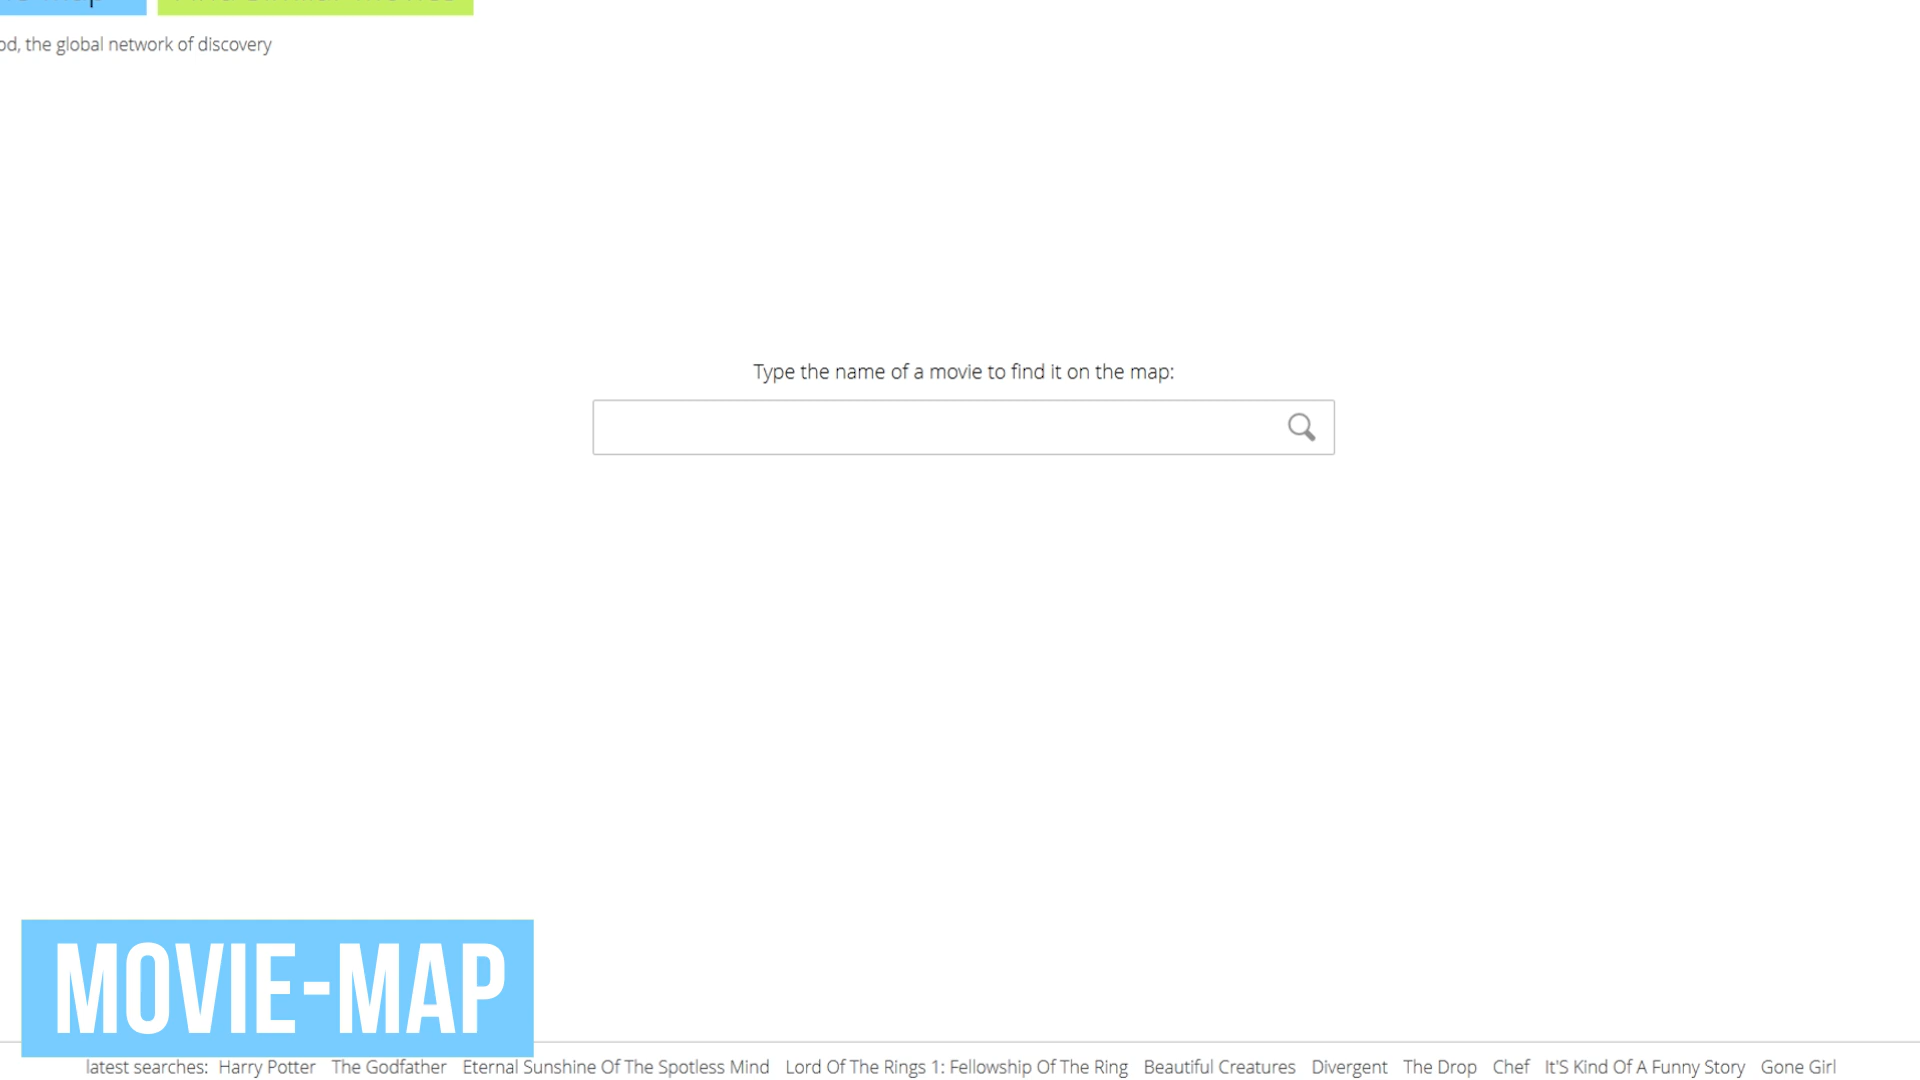 Map
od, the global network of discovery
Type the name of a movie to find it on the map:
MOVIE-MAP
latest searches: Harry Potter The Godfather Eternal Sunshine Of The Spotless Mind Lord Of The Rings 1: Fellowship Of The Ring Beautiful Creatures Divergent The Drop Chef It'S Kind Of A Funny Story Gone Girl